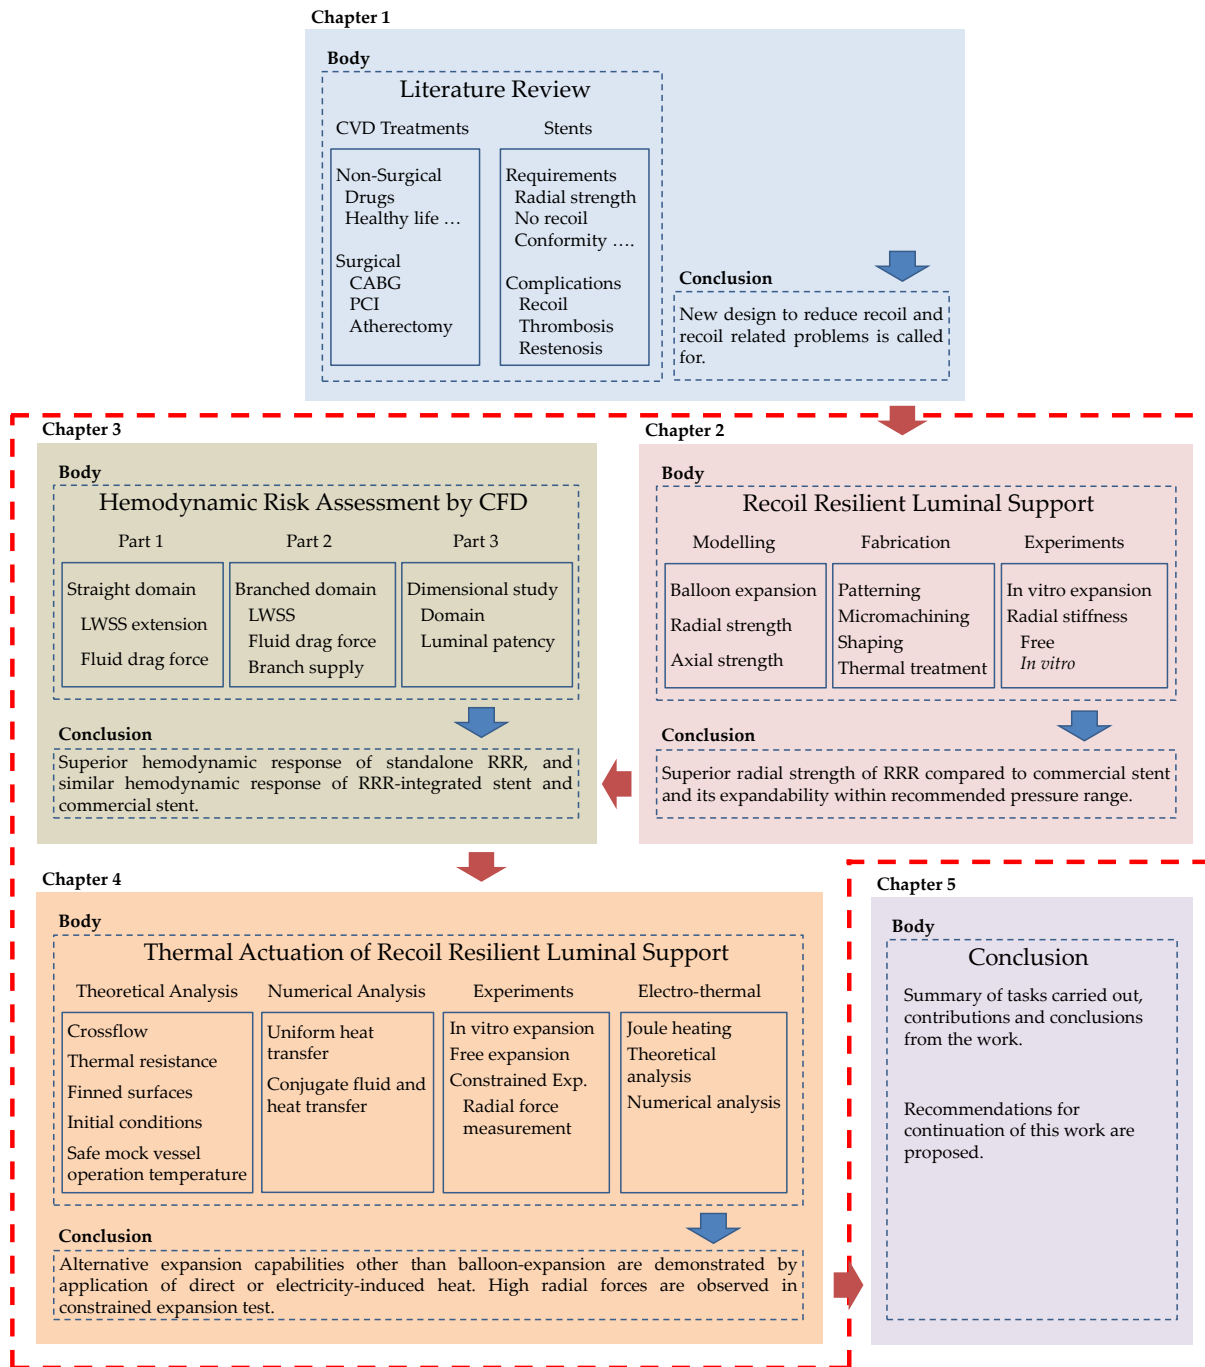 Chapter 1
Body
Literature Review
CVD Treatments
Non-Surgical
Drugs
Healthy life …
Surgical
CABG
PCI
Atherectomy
Stents
Requirements
Radial strength
No recoil
Conformity ….
Complications
Recoil
Thrombosis
Restenosis
Conclusion
New design to reduce recoil and
recoil related problems is called
for.
Chapter 2
Body
Recoil Resilient Luminal Support
Modelling
Balloon expansion
Radial strength
Axial strength
Fabrication
Patterning
Micromachining
Shaping
Thermal treatment
Experiments
In vitro expansion
Radial stiffness
Free
In vitro
Conclusion
Superior radial strength of RRR compared to commercial stent
and its expandability within recommended pressure range.
Chapter 3
Body
Hemodynamic Risk Assessment by CFD
Part 1
Straight domain
LWSS extension
Fluid drag force
Part 2
Branched domain
LWSS
Fluid drag force
Branch supply
Part 3
Dimensional study
Domain
Luminal patency
Conclusion
Superior hemodynamic response of standalone RRR, and
similar hemodynamic response of RRR-integrated stent and
commercial stent.
Chapter 4
Body
Thermal Actuation of Recoil Resilient Luminal Support
Theoretical Analysis
Crossflow
Thermal resistance
Finned surfaces
Initial conditions
Safe mock vessel
operation temperature
Numerical Analysis
Uniform heat
transfer
Conjugate fluid and
heat transfer
Experiments
In vitro expansion
Free expansion
Constrained Exp.
Radial force
measurement
Electro-thermal
Joule heating
Theoretical
analysis
Numerical analysis
Conclusion
Alternative expansion capabilities other than balloon-expansion are demonstrated by
application of direct or electricity-induced heat. High radial forces are observed in
constrained expansion test.
Chapter 5
Body
Conclusion
Summary of tasks carried out,
contributions and conclusions
from the work.
Recommendations for
continuation of this work are
proposed.